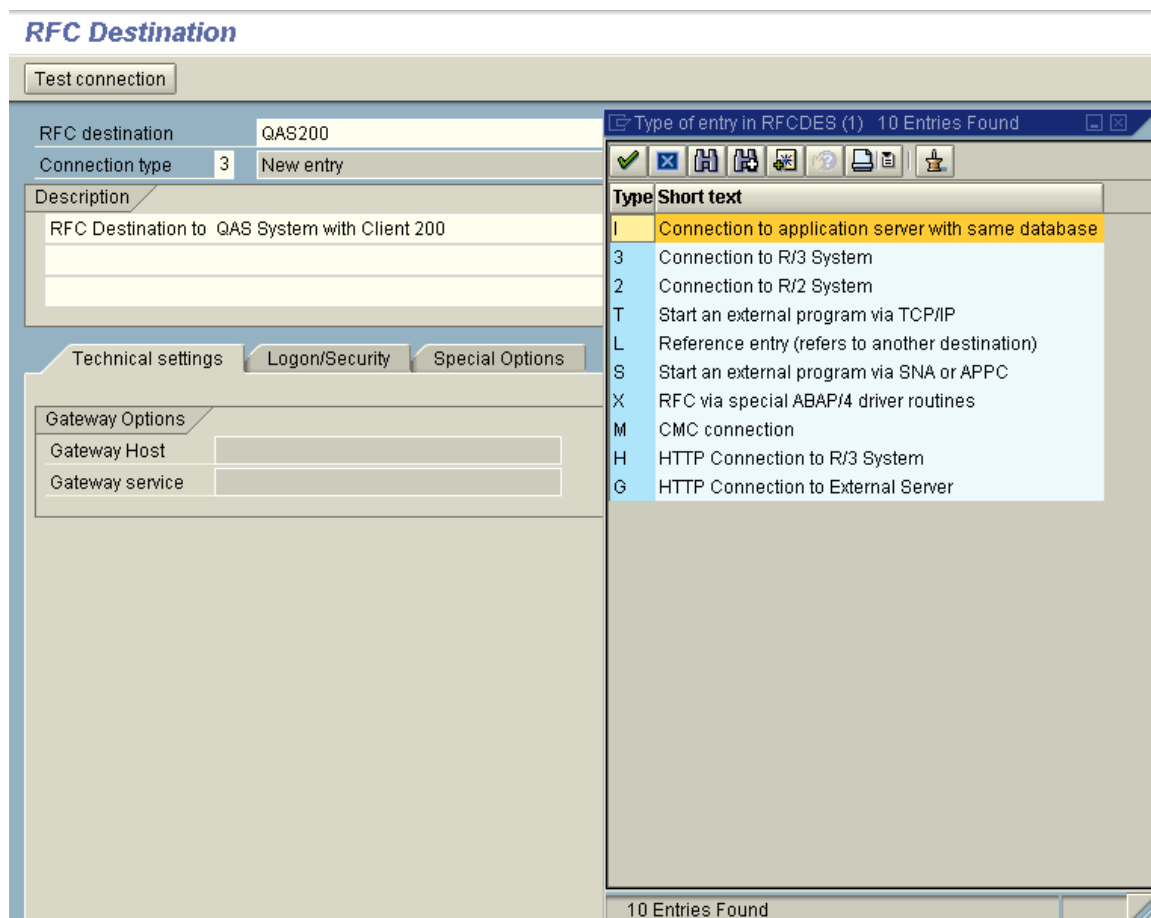 RFC Destination
Test connection
RFC destination QAS200
Connection type 3 New entry
Description
RFC Destination to QAS System with Client 200
Technical settings Logon/Security Special Options
Gateway Options
Gateway Host
Gateway service
Type of entry in RFCDES (1) 10 Entries Found
Type Short text
I Connection to application server with same database
3 Connection to R/3 System
2 Connection to R/2 System
T Start an external program via TCP/IP
L Reference entry (refers to another destination)
S Start an external program via SNA or APPC
X RFC via special ABAP/4 driver routines
M CMC connection
H HTTP Connection to R/3 System
G HTTP Connection to External Server
10 Entries Found